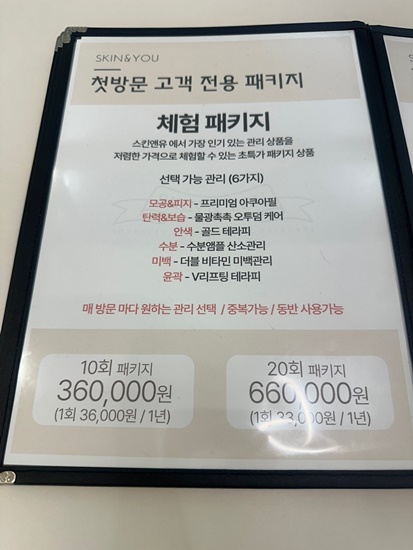 SKIN&YOU
첫방문 고객 전용 패키지
체험 패키지
스킨앤유 에서 가장 인기 있는 관리 상품을
저렴한 가격으로 체험할 수 있는 초특가 패키지 상품
선택 가능 관리 (6가지)
모공&피지 - 프리미엄 아쿠아필
탄력&보습 - 물광촉촉 오투덤 케어
안색 - 골드 테라피
수분 - 수분앰플 산소관리
미백 - 더블 비타민 미백관리
윤곽 - V리프팅 테라피
매 방문 마다 원하는 관리 선택 / 중복가능 / 동반 사용가능
10회 패키지
360,000원
(1회 36,000원 / 1년)
20회 패키지
660,000원
(1회 33,000원 / 1년)